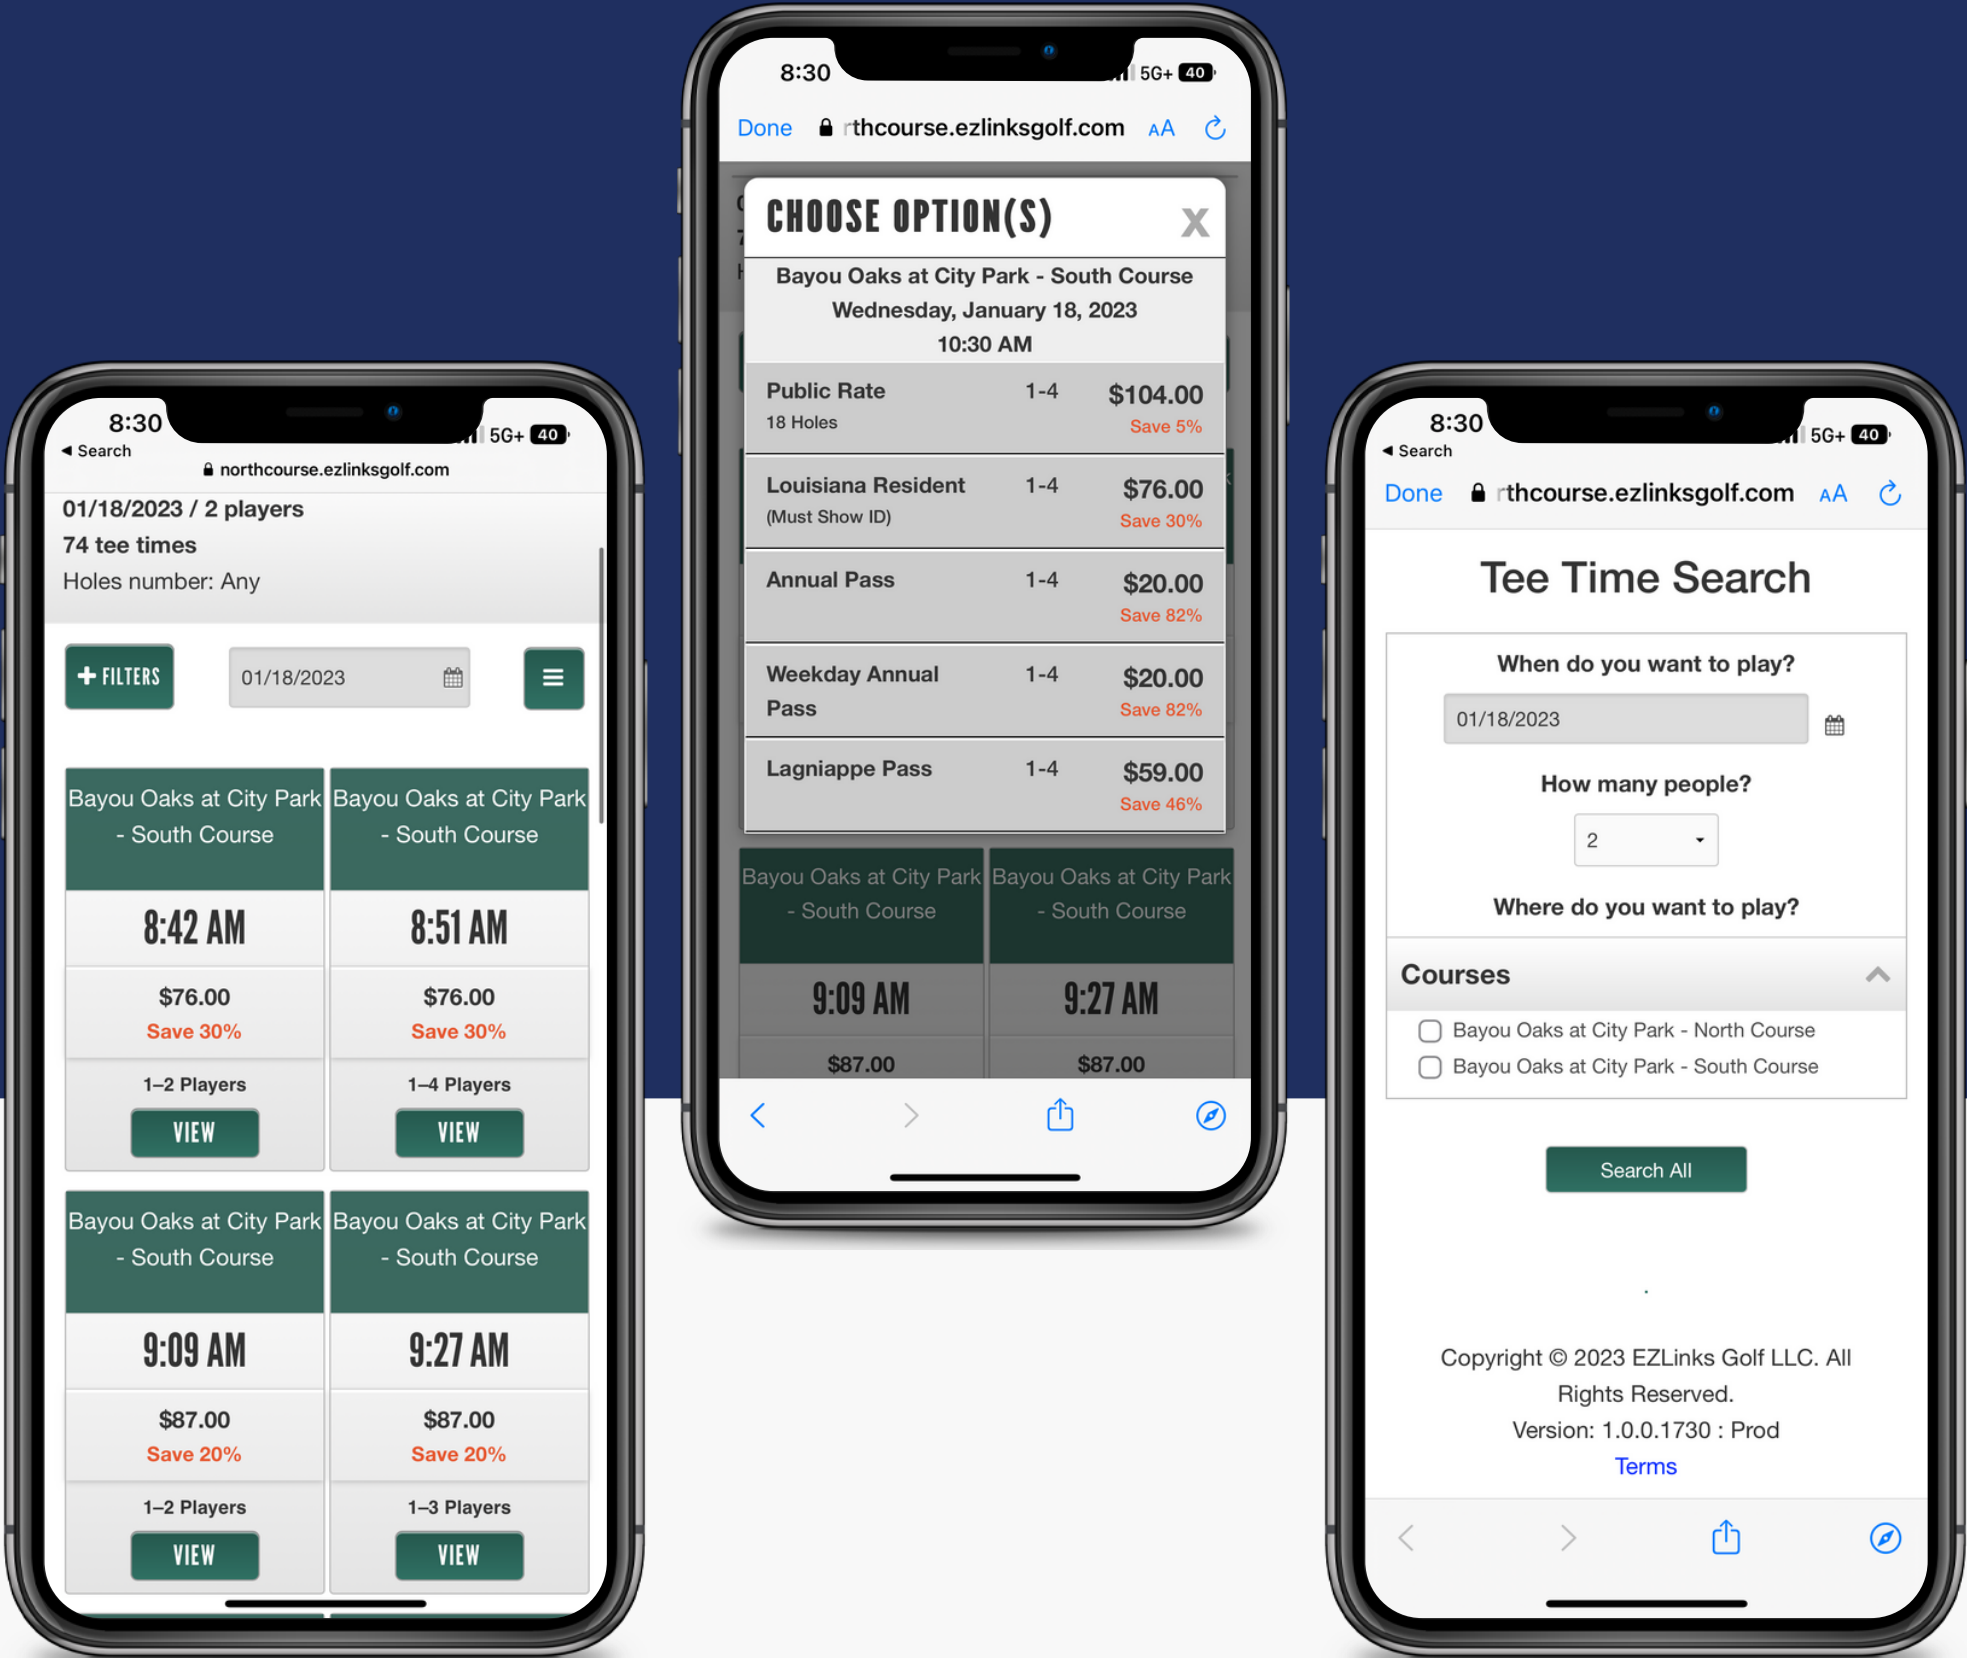 8:30
5G+ 40
Search
northcourse.ezlinksgolf.com
01/18/2023 / 2 players
74 tee times
Holes number: Any
+ FILTERS
01/18/2023
Bayou Oaks at City Park
- South Course
8:42 AM
$76.00
Save 30%
1–2 Players
VIEW
Bayou Oaks at City Park
- South Course
8:51 AM
$76.00
Save 30%
1–4 Players
VIEW
Bayou Oaks at City Park
- South Course
9:09 AM
$87.00
Save 20%
1–2 Players
VIEW
Bayou Oaks at City Park
- South Course
9:27 AM
$87.00
Save 20%
1–3 Players
VIEW
8:30
5G+ 40
Done rthcourse.ezlinksgolf.com AA
CHOOSE OPTION(S) X
Bayou Oaks at City Park - South Course
Wednesday, January 18, 2023
10:30 AM
Public Rate 1-4 $104.00
18 Holes Save 5%
Louisiana Resident 1-4 $76.00
(Must Show ID) Save 30%
Annual Pass 1-4 $20.00
Save 82%
Weekday Annual 1-4 $20.00
Pass Save 82%
Lagniappe Pass 1-4 $59.00
Save 46%
Bayou Oaks at City Park
- South Course
9:09 AM
$87.00
Bayou Oaks at City Park
- South Course
9:27 AM
$87.00
8:30
5G+ 40
Search
Done rthcourse.ezlinksgolf.com AA
Tee Time Search
When do you want to play?
01/18/2023
How many people?
2
Where do you want to play?
Courses
Bayou Oaks at City Park - North Course
Bayou Oaks at City Park - South Course
Search All
Copyright © 2023 EZLinks Golf LLC. All
Rights Reserved.
Version: 1.0.0.1730 : Prod
Terms